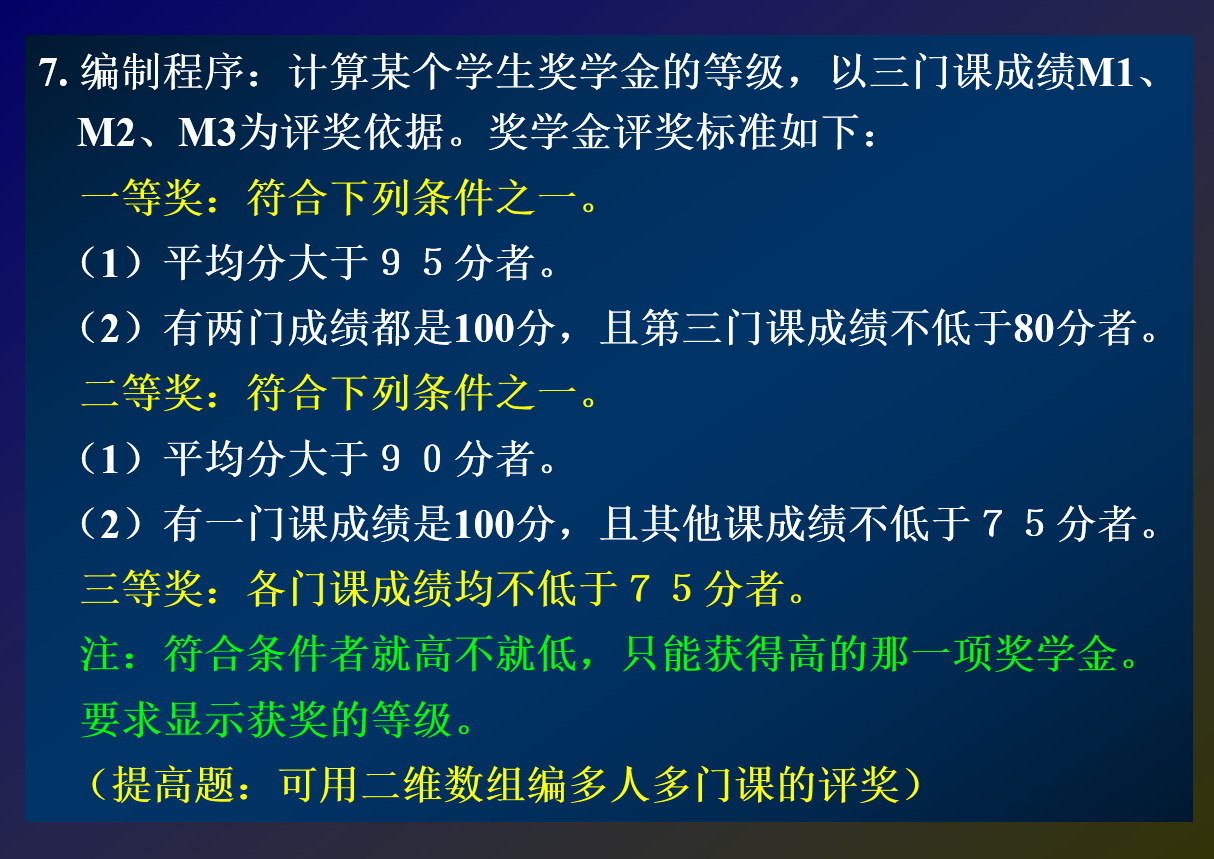 7. 编制程序：计算某个学生奖学金的等级，以三门课成绩M1、
M2、M3为评奖依据。奖学金评奖标准如下：
一等奖：符合下列条件之一。
（1）平均分大于９５分者。
（2）有两门成绩都是100分，且第三门课成绩不低于80分者。
二等奖：符合下列条件之一。
（1）平均分大于９０分者。
（2）有一门课成绩是100分，且其他课成绩不低于７５分者。
三等奖：各门课成绩均不低于７５分者。
注：符合条件者就高不就低，只能获得高的那一项奖学金。
要求显示获奖的等级。
（提高题：可用二维数组编多人多门课的评奖）